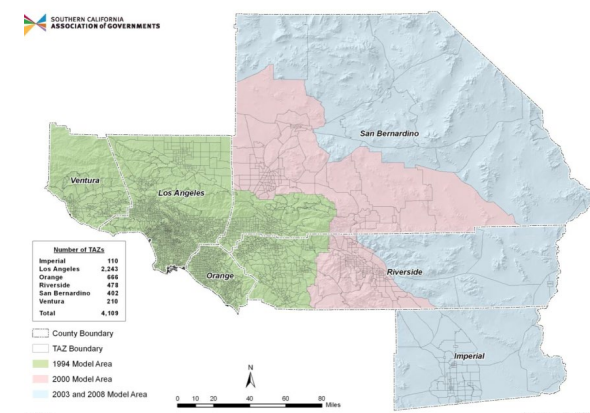 SOUTHERN CALIFORNIA
ASSOCIATION of GOVERNMENTS
San Bernardino
Ventura
Los Angeles
Orange
Riverside
Imperial
Number of TAZs
Imperial 110
Los Angeles 2,243
Orange 666
Riverside 478
San Bernardino 402
Ventura 210
Total 4,109
County Boundary
TAZ Boundary
1994 Model Area
2000 Model Area
2003 and 2008 Model Area
N
0 10 20 40 60 80
Miles